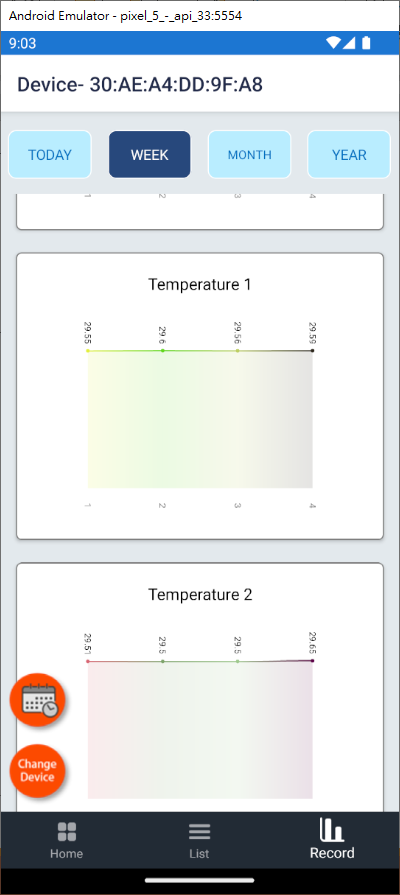 Android Emulator - pixel_5_-_api_33:5554
9:03
Device- 30:AE:A4:DD:9F:A8
TODAY WEEK MONTH YEAR
1 2 3 4
Temperature 1
29.55 29.6 29.56 29.59
1 2 3 4
Temperature 2
29.51 29.5 29.5 29.65
Change
Device
Home List Record